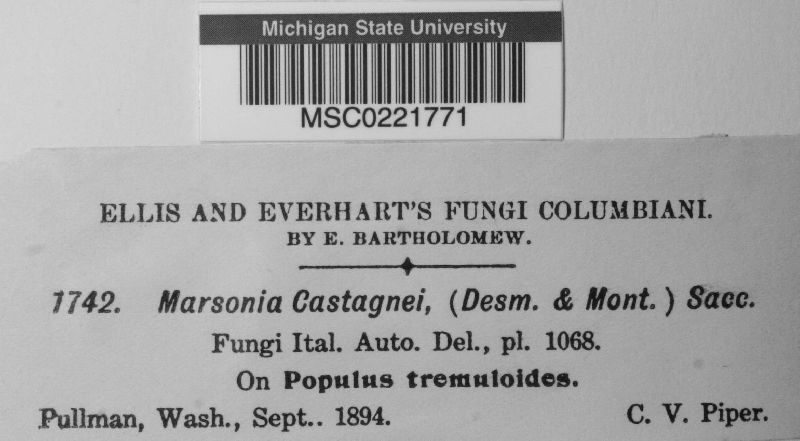 Michigan State University
MSC0221771
ELLIS AND EVERHART'S FUNGI COLUMBIANI.
BY E. BARTHOLOMEW.
1742. Marsonia Castagnei, (Desm. & Mont.) Sacc.
Fungi Ital. Auto. Del., pl. 1068.
On Populus tremuloides.
Pullman, Wash., Sept.. 1894. C. V. Piper.